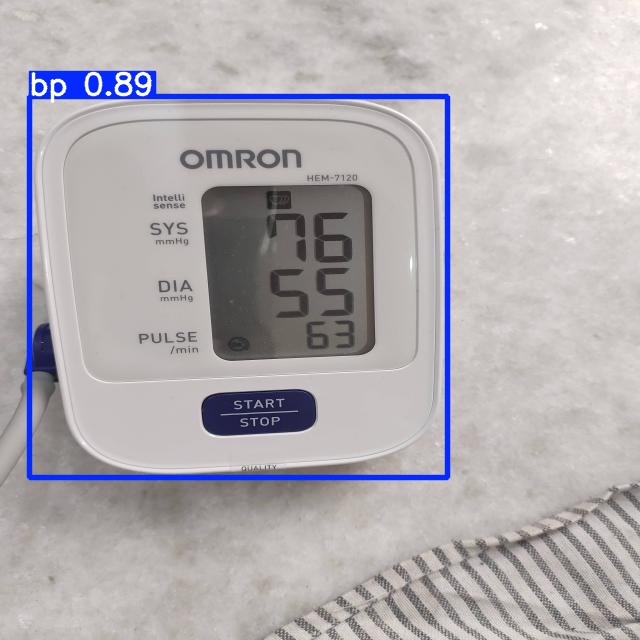 bp 0.89
OMRON
HEM-7120
Intelli
sense
SYS
mmHg
76
DIA
mmHg
55
PULSE
/min
63
START
STOP
QUALITY